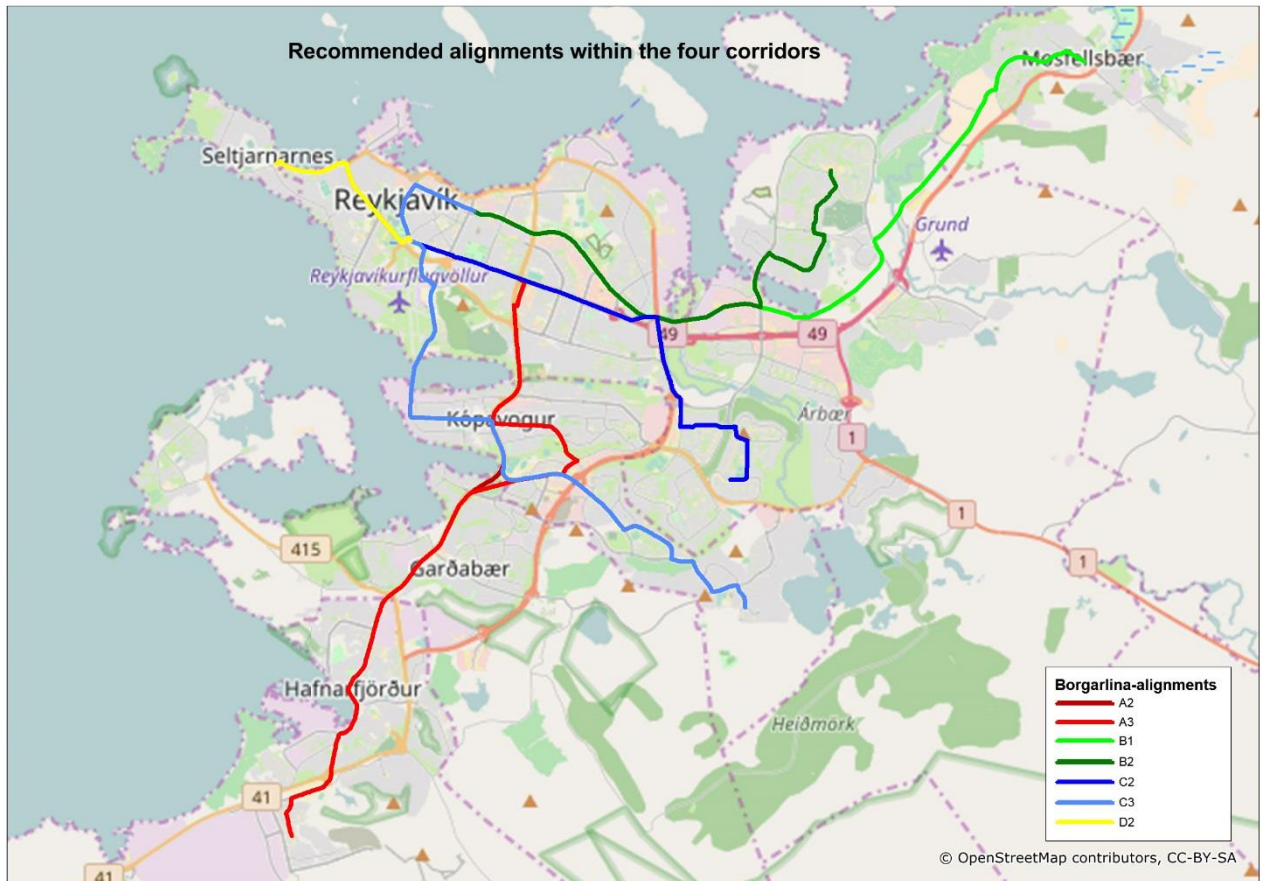 Recommended alignments within the four corridors
Mosfellsbær
Seltjarnarnes
Reykjavík
Grund
Reykjavíkurflugvöllur
49
49
Kópavogur
Árbær
1
1
415
1
Garðabær
Hafnarfjörður
Heiðmörk
41
41
Borgarlina-alignments
A2
A3
B1
B2
C2
C3
D2
© OpenStreetMap contributors, CC-BY-SA